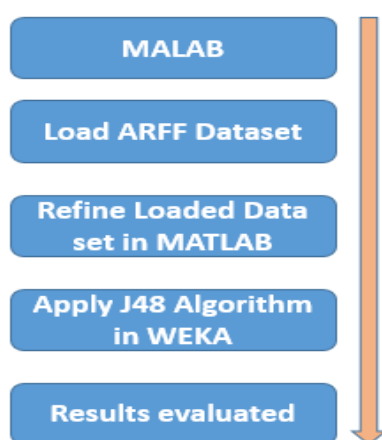 MALAB
Load ARFF Dataset
Refine Loaded Data
set in MATLAB
Apply J48 Algorithm
in WEKA
Results evaluated